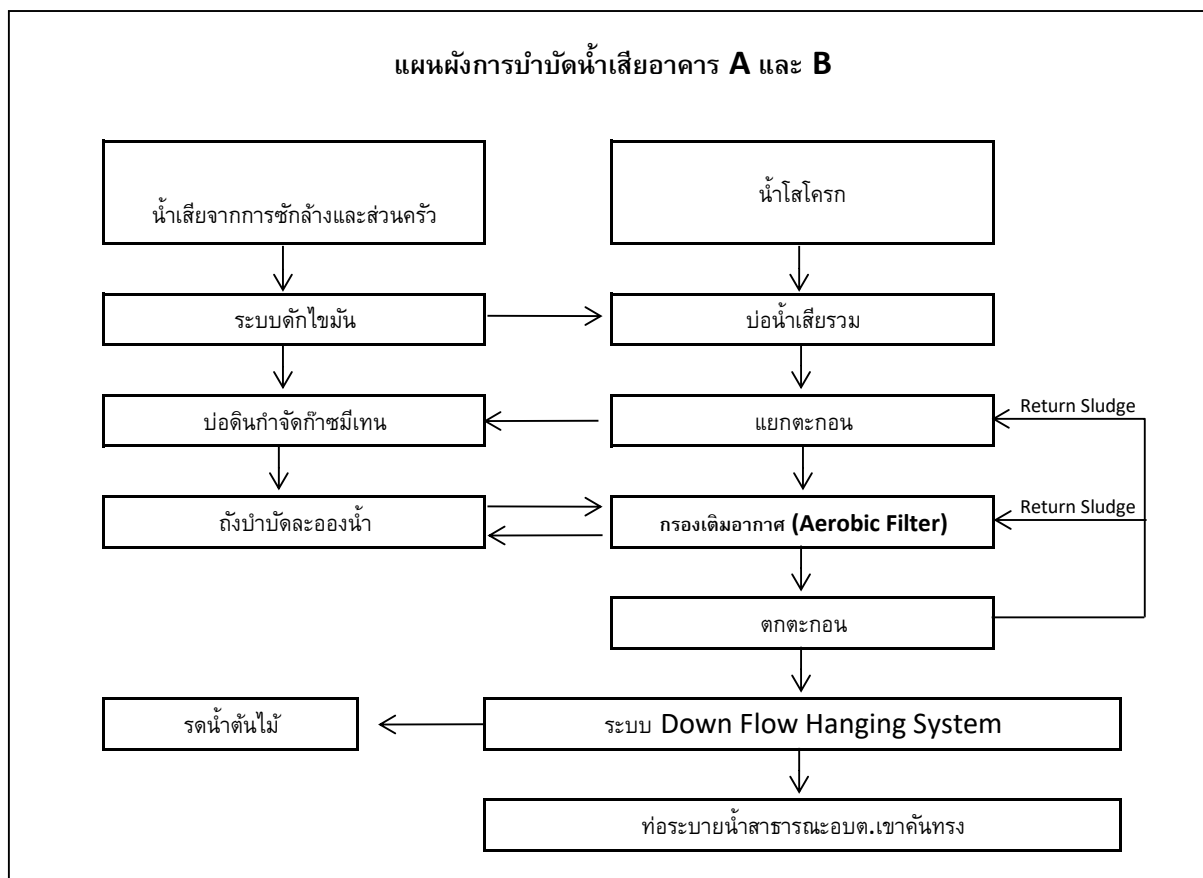 แผนผังการบำบัดน้ำเสียอาคาร A และ B
น้ำเสียจากการซักล้างและส่วนครัว
น้ำโสโครก
ระบบดักไขมัน
บ่อน้ำเสียรวม
บ่อดินกำจัดก๊าซมีเทน
แยกตะกอน
Return Sludge
ถังบำบัดละอองน้ำ
กรองเติมอากาศ (Aerobic Filter)
Return Sludge
ตกตะกอน
รดน้ำต้นไม้
ระบบ Down Flow Hanging System
ท่อระบายน้ำสาธารณะอบต.เขาคันทรง